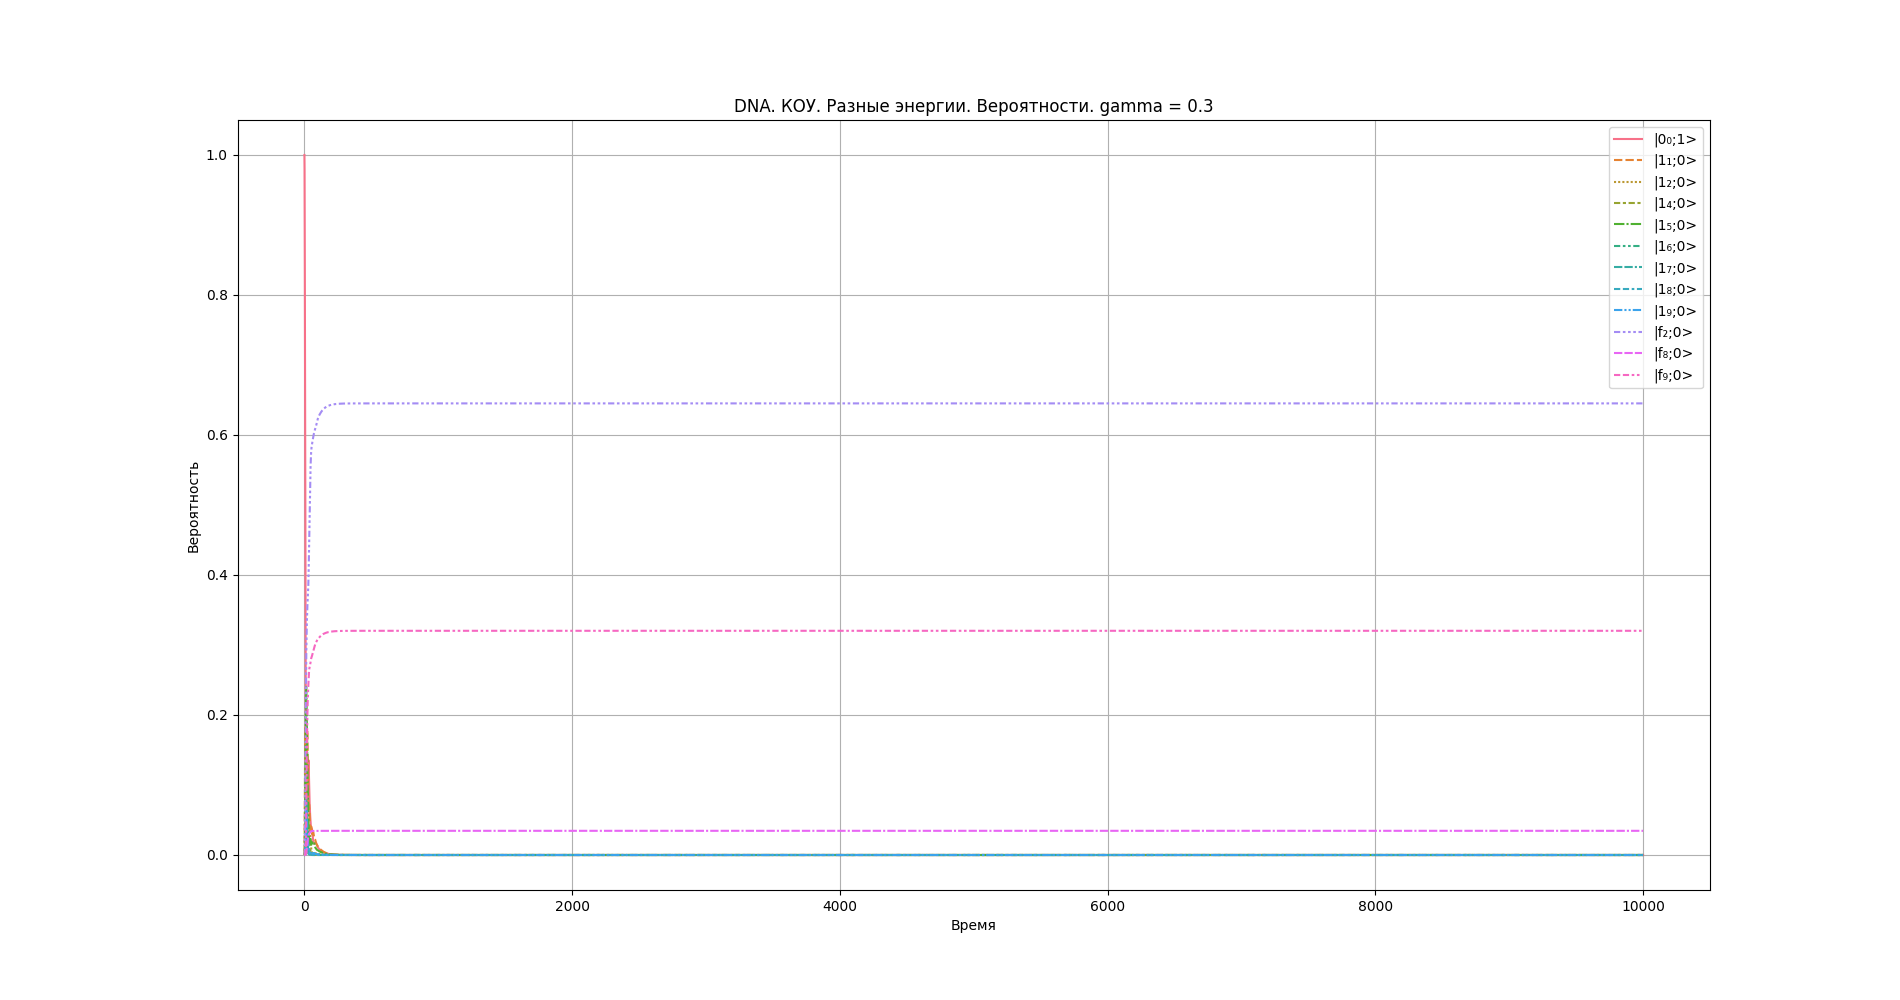 DNA. КОУ. Разные энергии. Вероятности. gamma = 0.3
|0₀;1>
|1₁;0>
|1₂;0>
|1₄;0>
|1₅;0>
|1₆;0>
|1₇;0>
|1₈;0>
|1₉;0>
|f₂;0>
|f₈;0>
|f₉;0>
1.0
0.8
0.6
0.4
0.2
0.0
Вероятность
0 2000 4000 6000 8000 10000
Время